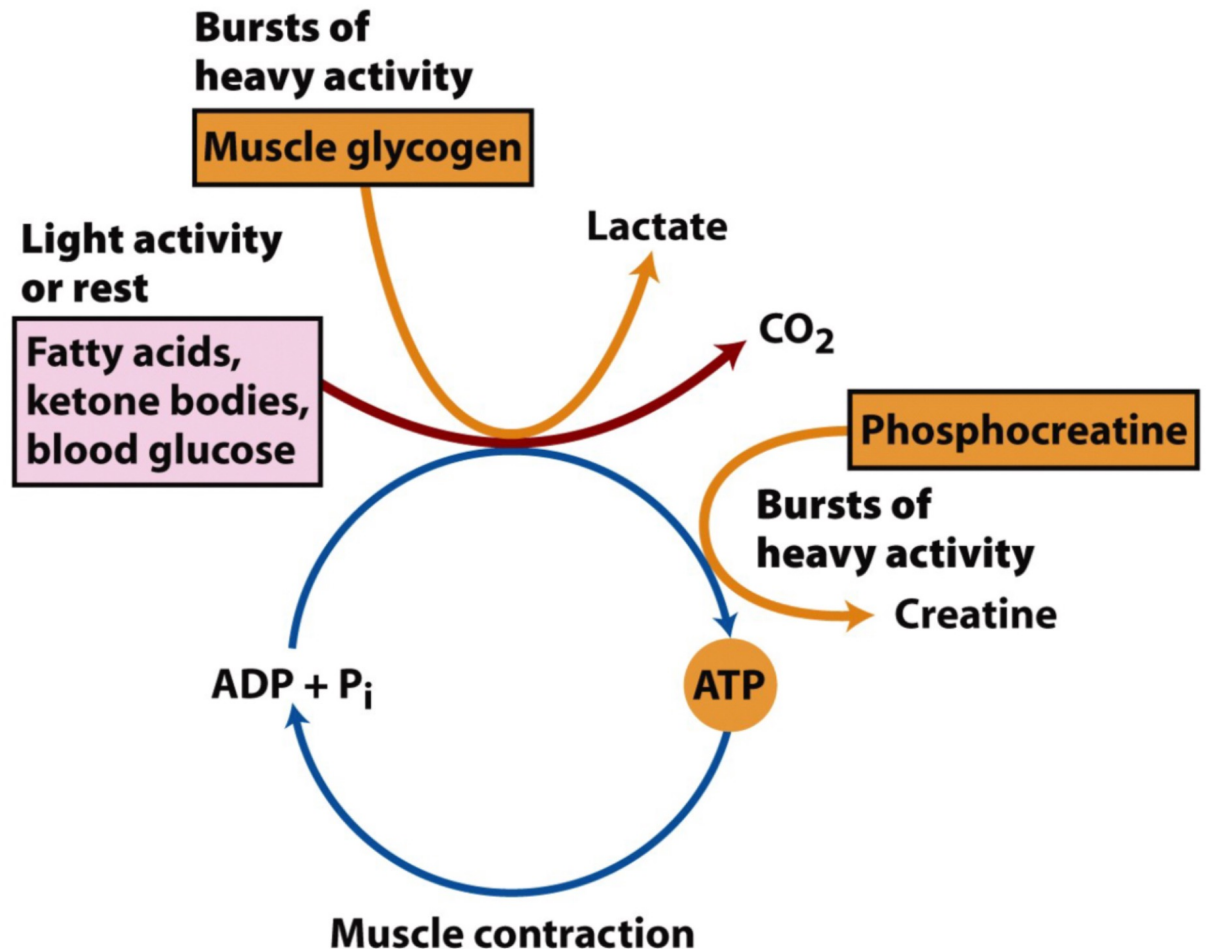 Bursts of
heavy activity
Muscle glycogen
Lactate
Light activity
or rest
CO₂
Fatty acids,
ketone bodies,
blood glucose
Phosphocreatine
Bursts of
heavy activity
Creatine
ADP + Pᵢ
ATP
Muscle contraction